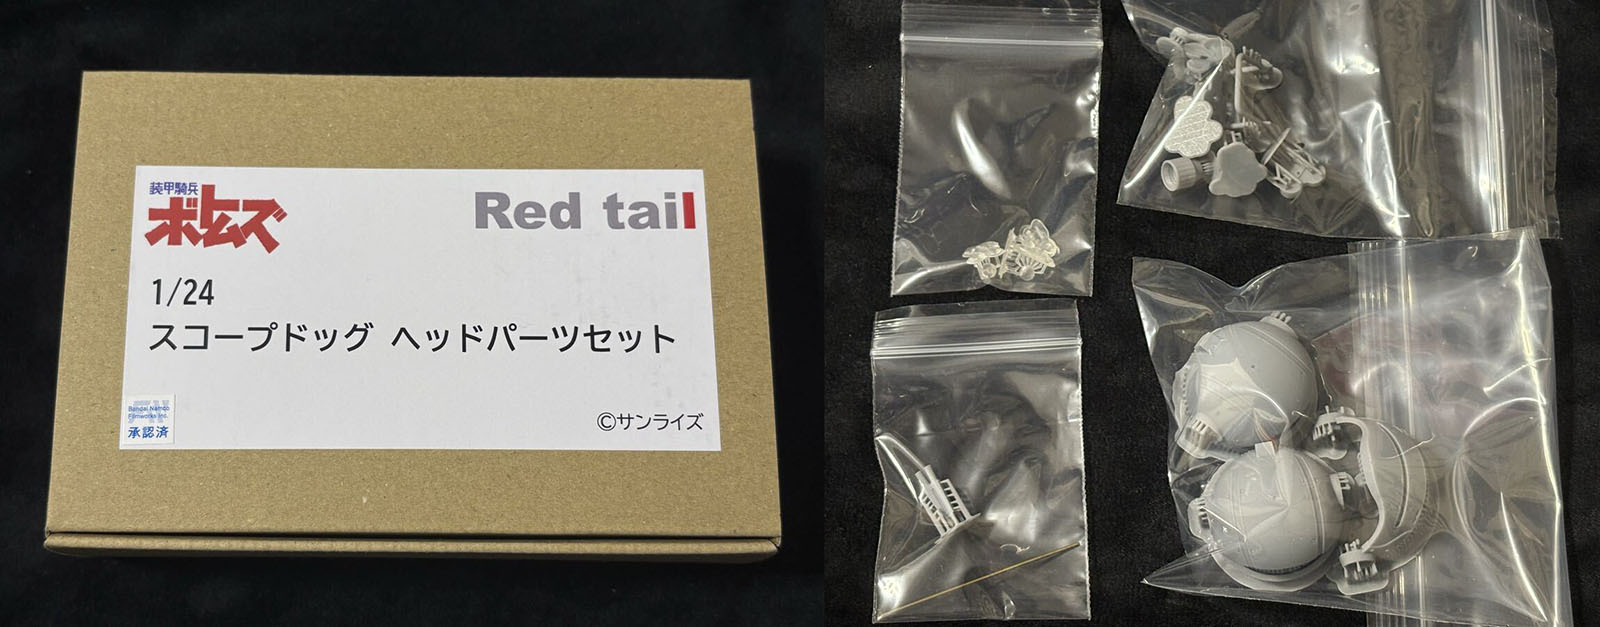 装甲騎兵
ボトムズ
Red tail
1/24
スコープドッグ ヘッドパーツセット
Bandai Namco
Filmworks Inc.
承認済
©サンライズ